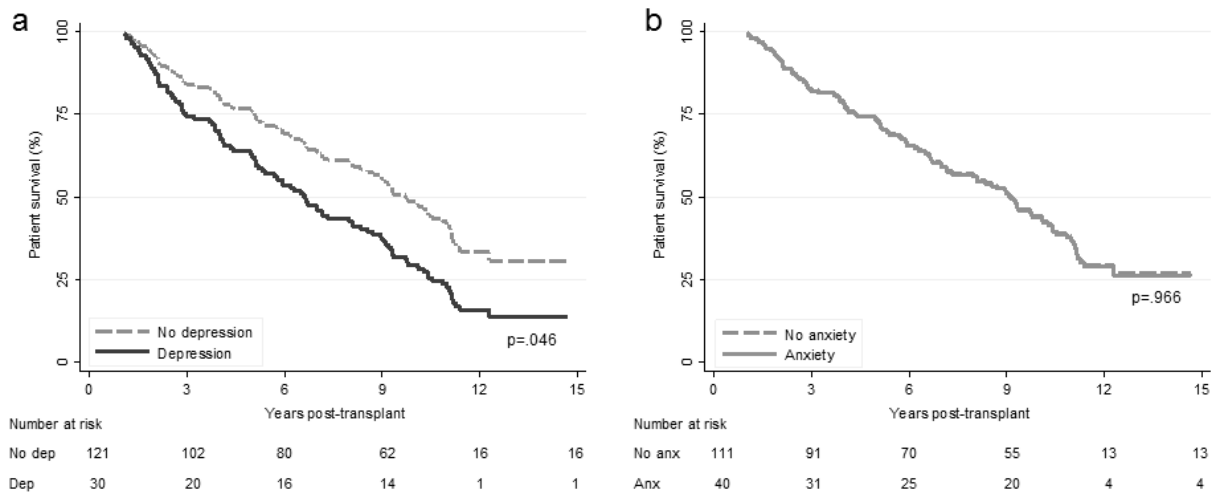 a
Patient survival (%)
100
75
50
25
0
No depression
Depression
p=.046
0 3 6 9 12 15
Years post-transplant
Number at risk
No dep 121 102 80 62 16 16
Dep 30 20 16 14 1 1
b
Patient survival (%)
100
75
50
25
0
No anxiety
Anxiety
p=.966
0 3 6 9 12 15
Years post-transplant
Number at risk
No anx 111 91 70 55 13 13
Anx 40 31 25 20 4 4